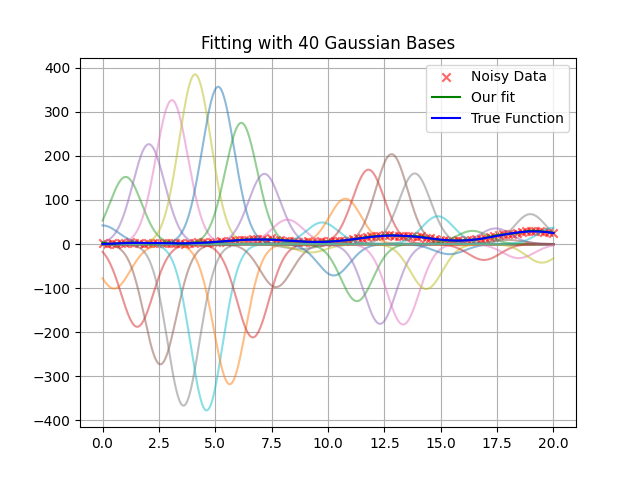 Fitting with 40 Gaussian Bases
Noisy Data
Our fit
True Function
400
300
200
100
0
−100
−200
−300
−400
0.0 2.5 5.0 7.5 10.0 12.5 15.0 17.5 20.0